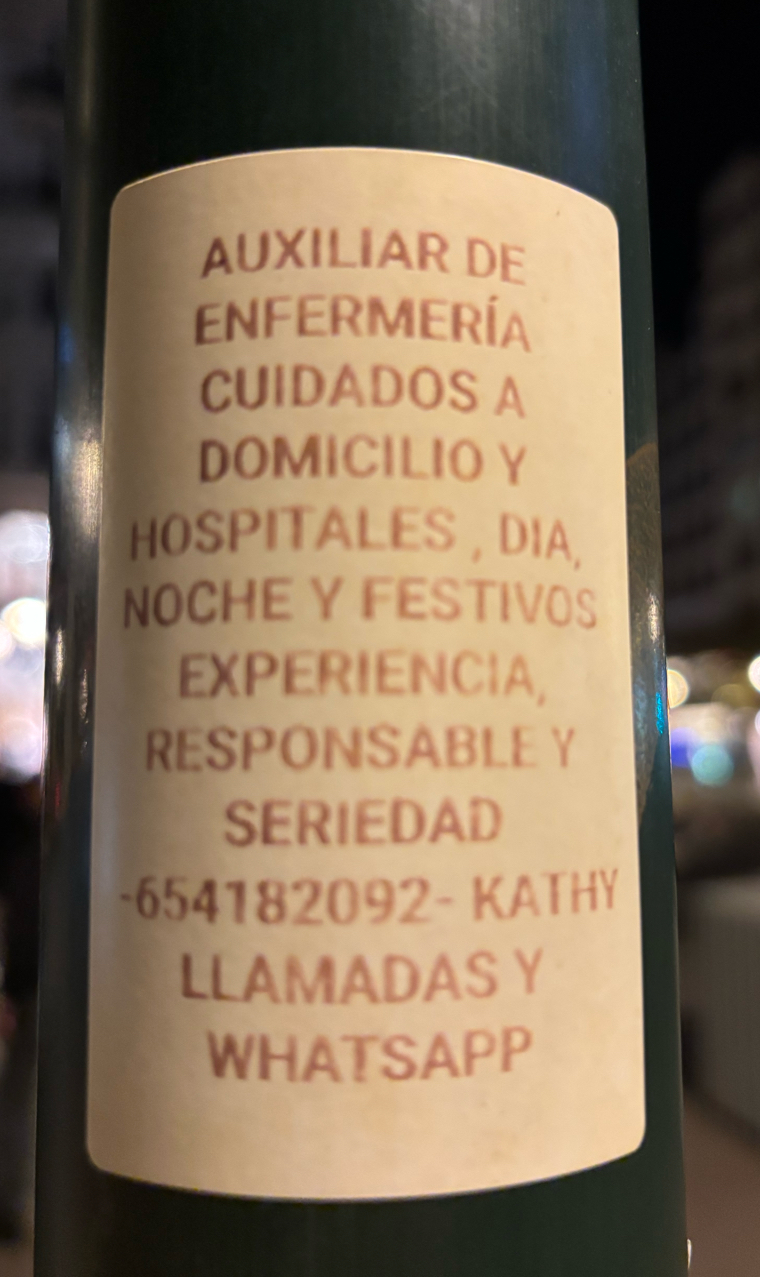 AUXILIAR DE
ENFERMERÍA
CUIDADOS A
DOMICILIO Y
HOSPITALES , DIA,
NOCHE Y FESTIVOS
EXPERIENCIA,
RESPONSABLE Y
SERIEDAD
-654182092- KATHY
LLAMADAS Y
WHATSAPP